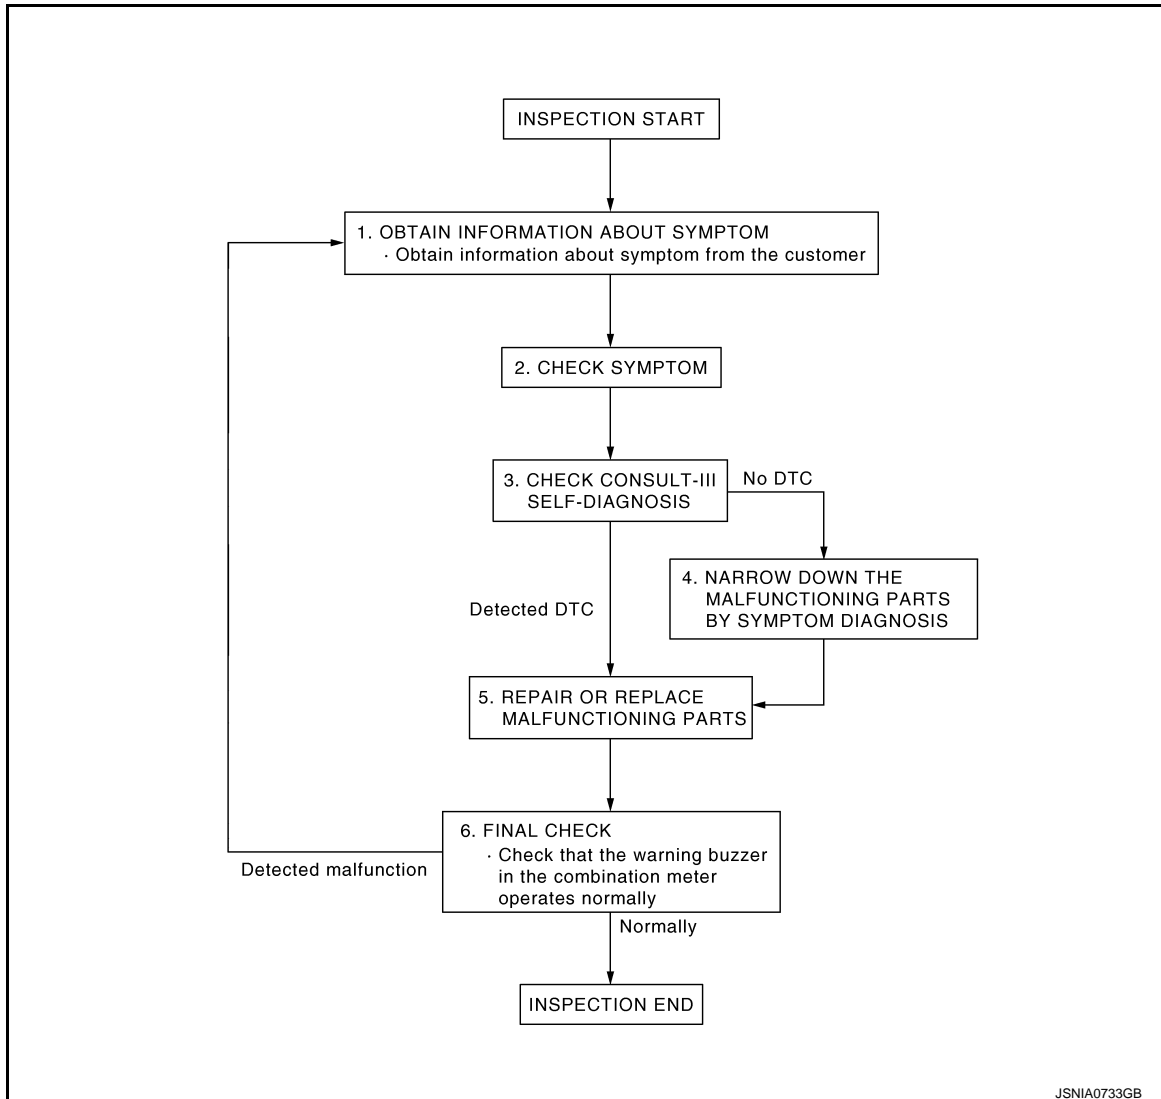 INSPECTION START
1. OBTAIN INFORMATION ABOUT SYMPTOM
· Obtain information about symptom from the customer
2. CHECK SYMPTOM
3. CHECK CONSULT-III
SELF-DIAGNOSIS
No DTC
4. NARROW DOWN THE
MALFUNCTIONING PARTS
BY SYMPTOM DIAGNOSIS
Detected DTC
5. REPAIR OR REPLACE
MALFUNCTIONING PARTS
6. FINAL CHECK
· Check that the warning buzzer
in the combination meter
operates normally
Detected malfunction
Normally
INSPECTION END
JSNIA0733GB